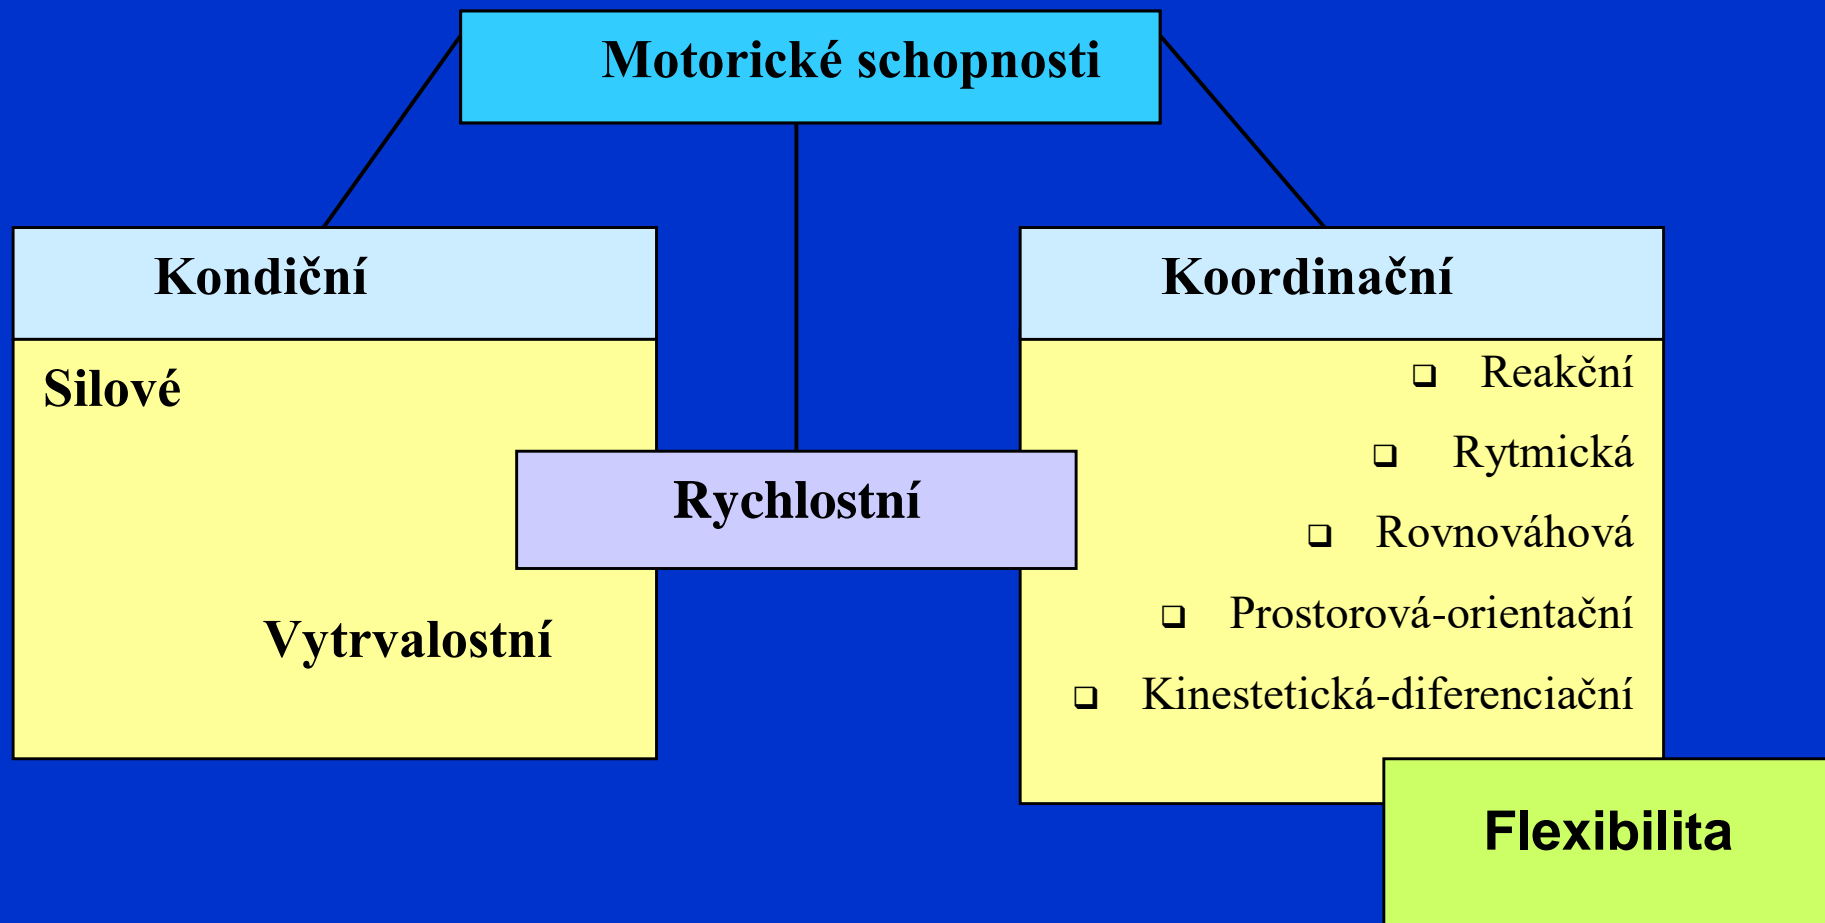 Motorické schopnosti
Kondiční
Silové
Vytrvalostní
Rychlostní
Koordinační
❑ Reakční
❑ Rytmická
❑ Rovnováhová
❑ Prostorová-orientační
❑ Kinestetická-diferenciační
Flexibilita